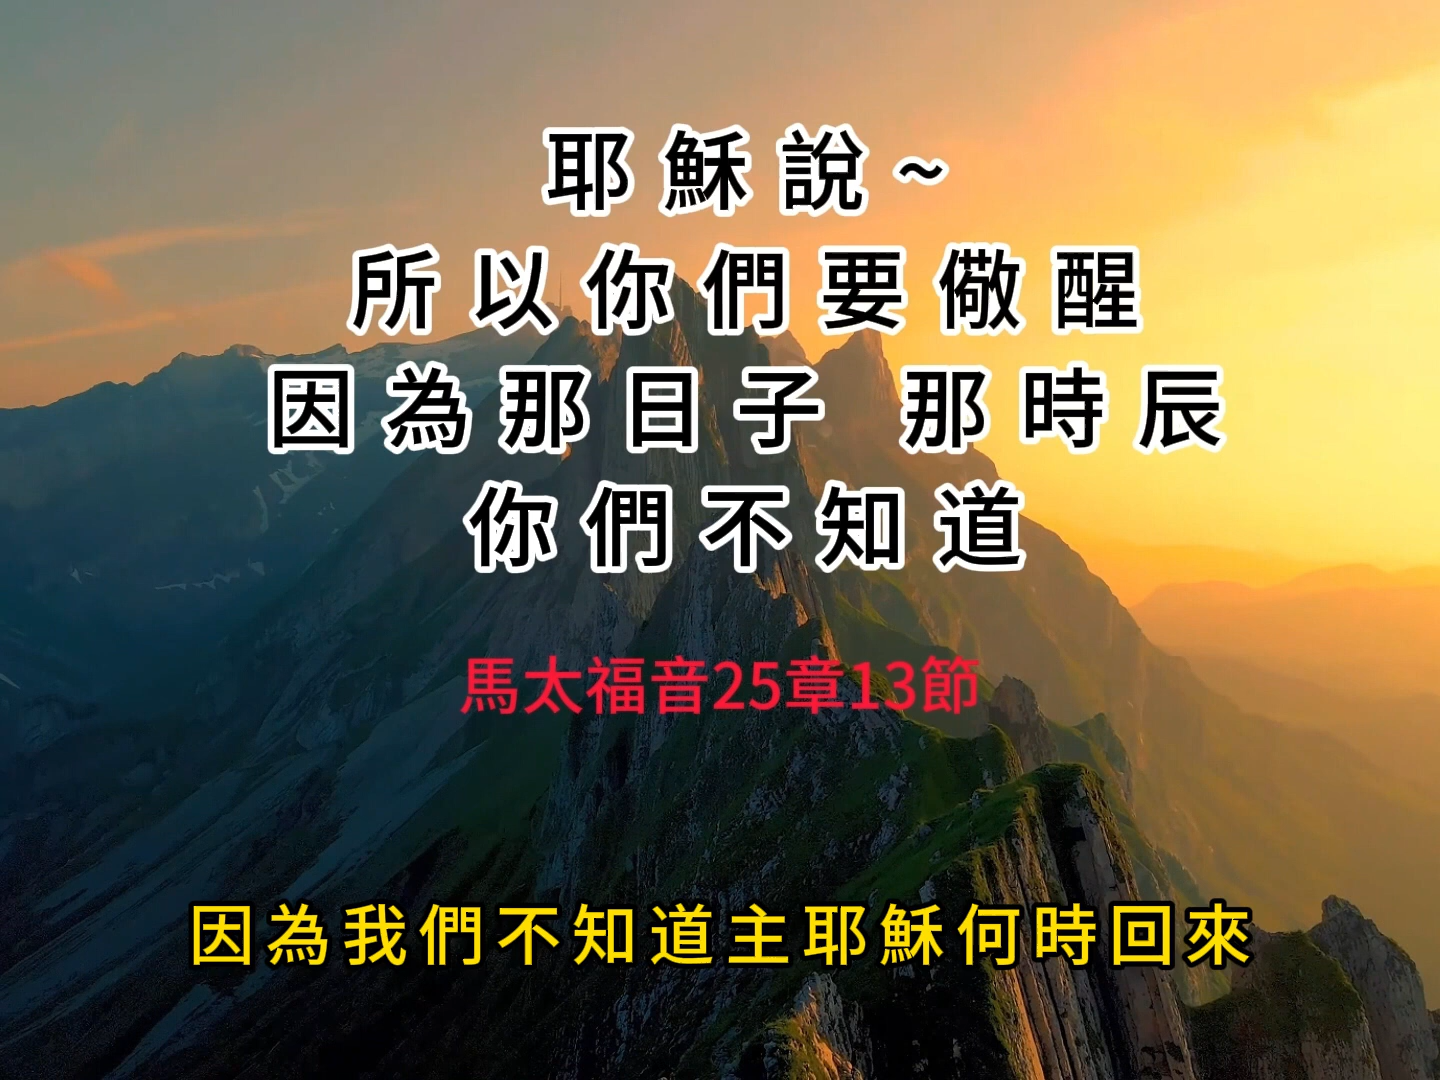 耶穌說~
所以你們要儆醒
因為那日子 那時辰
你們不知道
馬太福音25章13節
因為我們不知道主耶穌何時回來